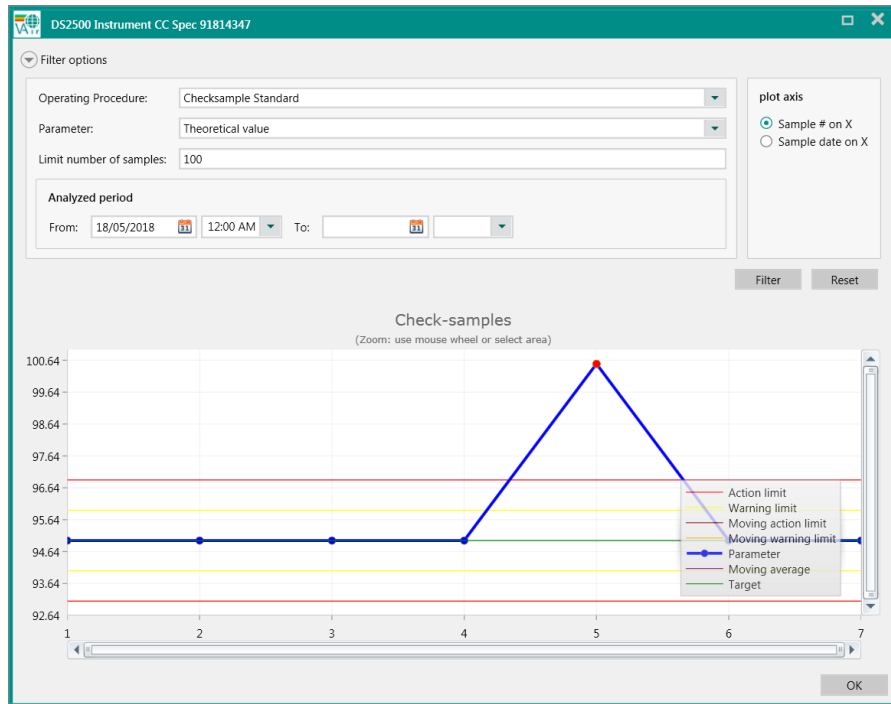 DS2500 Instrument CC Spec 91814347
Filter options
Operating Procedure: Checksample Standard
Parameter: Theoretical value
Limit number of samples: 100
Analyzed period
From: 18/05/2018 31 12:00 AM To: 31
plot axis
Sample # on X
Sample date on X
Filter Reset
Check-samples
(Zoom: use mouse wheel or select area)
100.64
99.64
98.64
97.64
96.64
95.64
94.64
93.64
92.64
Action limit
Warning limit
Moving action limit
Moving warning limit
Parameter
Moving average
Target
1 2 3 4 5 6 7
OK